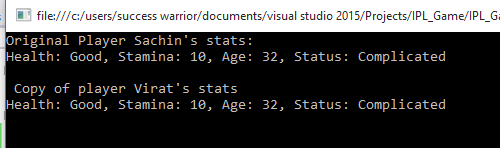 file:///c:/users/success warrior/documents/visual studio 2015/Projects/IPL_Game/IPL_Ga
Original Player Sachin's stats:
Health: Good, Stamina: 10, Age: 32, Status: Complicated
Copy of player Virat's stats
Health: Good, Stamina: 10, Age: 32, Status: Complicated